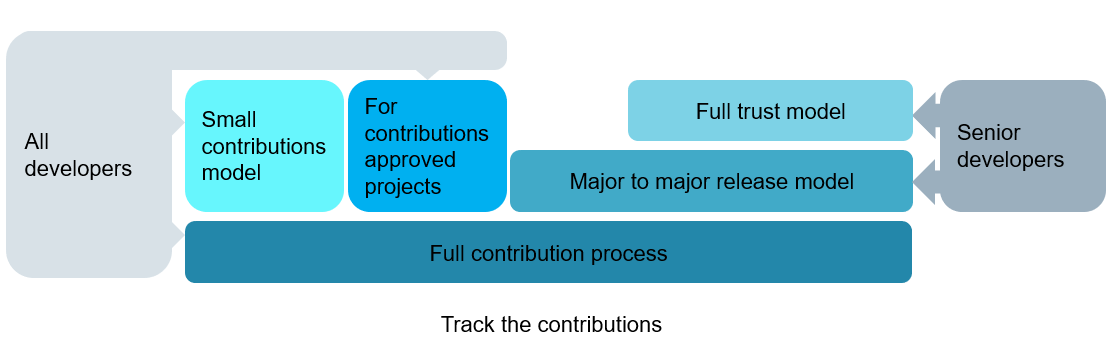 All
developers
Small
contributions
model
For
contributions
approved
projects
Full trust model
Major to major release model
Senior
developers
Full contribution process
Track the contributions